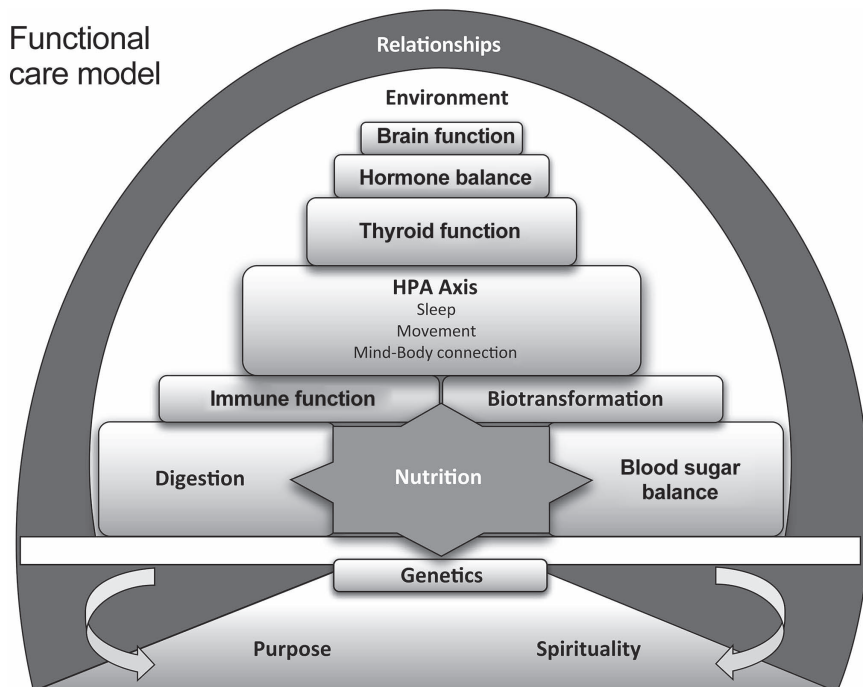 Functional
care model
Relationships
Environment
Brain function
Hormone balance
Thyroid function
HPA Axis
Sleep
Movement
Mind-Body connection
Immune function
Biotransformation
Digestion
Nutrition
Blood sugar
balance
Genetics
Purpose
Spirituality